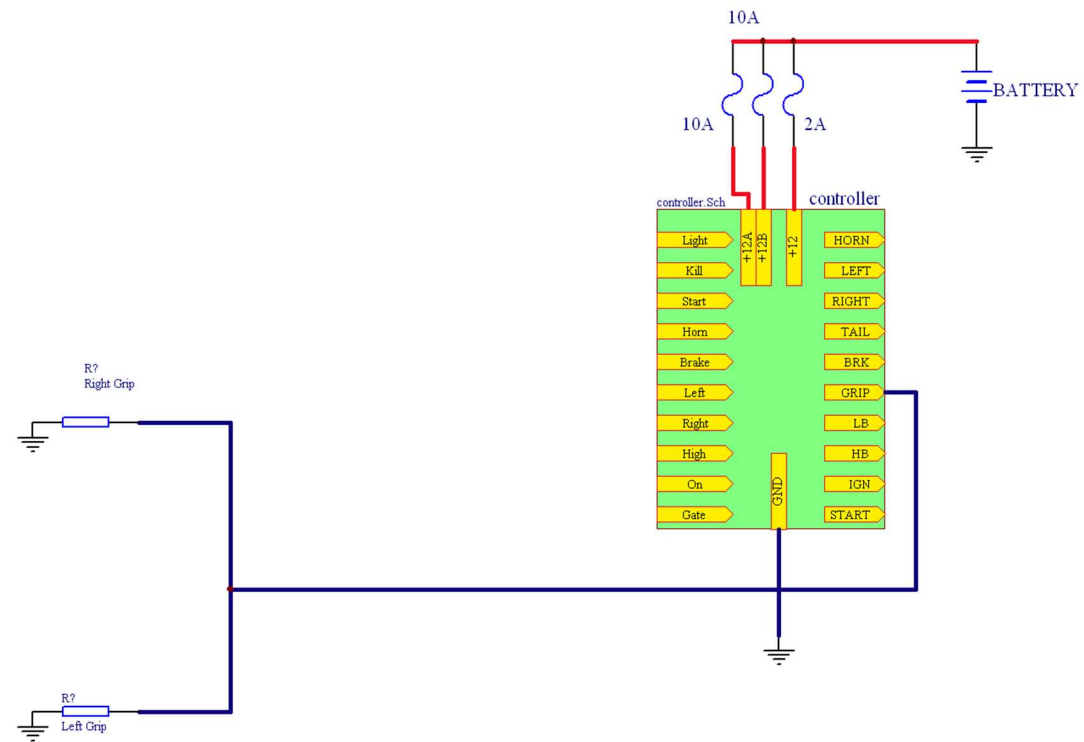 10A
BATTERY
10A
2A
controller.Sch
controller
+12A
+12B
+12
Light
HORN
Kill
LEFT
Start
RIGHT
Horn
TAIL
Brake
BRK
Left
GRIP
Right
LB
High
HB
On
IGN
Gate
START
GND
R?
Right Grip
R?
Left Grip